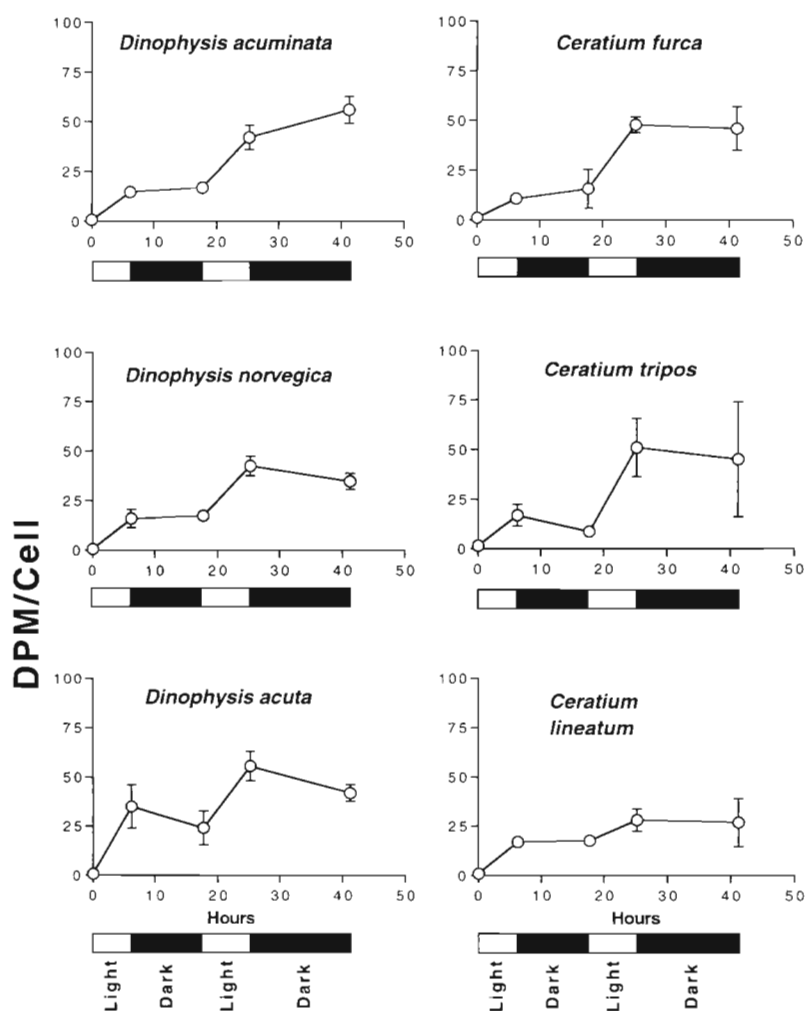 Dinophysis acuminata
100
75
50
25
0
0 10 20 30 40 50
Ceratium furca
100
75
50
25
0
0 10 20 30 40 50
Dinophysis norvegica
100
75
50
25
0
0 10 20 30 40 50
Ceratium tripos
100
75
50
25
0
0 10 20 30 40 50
DPM/Cell
Dinophysis acuta
100
75
50
25
0
0 10 20 30 40 50
Hours
Light Dark Light Dark
Ceratium
lineatum
100
75
50
25
0
0 10 20 30 40 50
Hours
Light Dark Light Dark